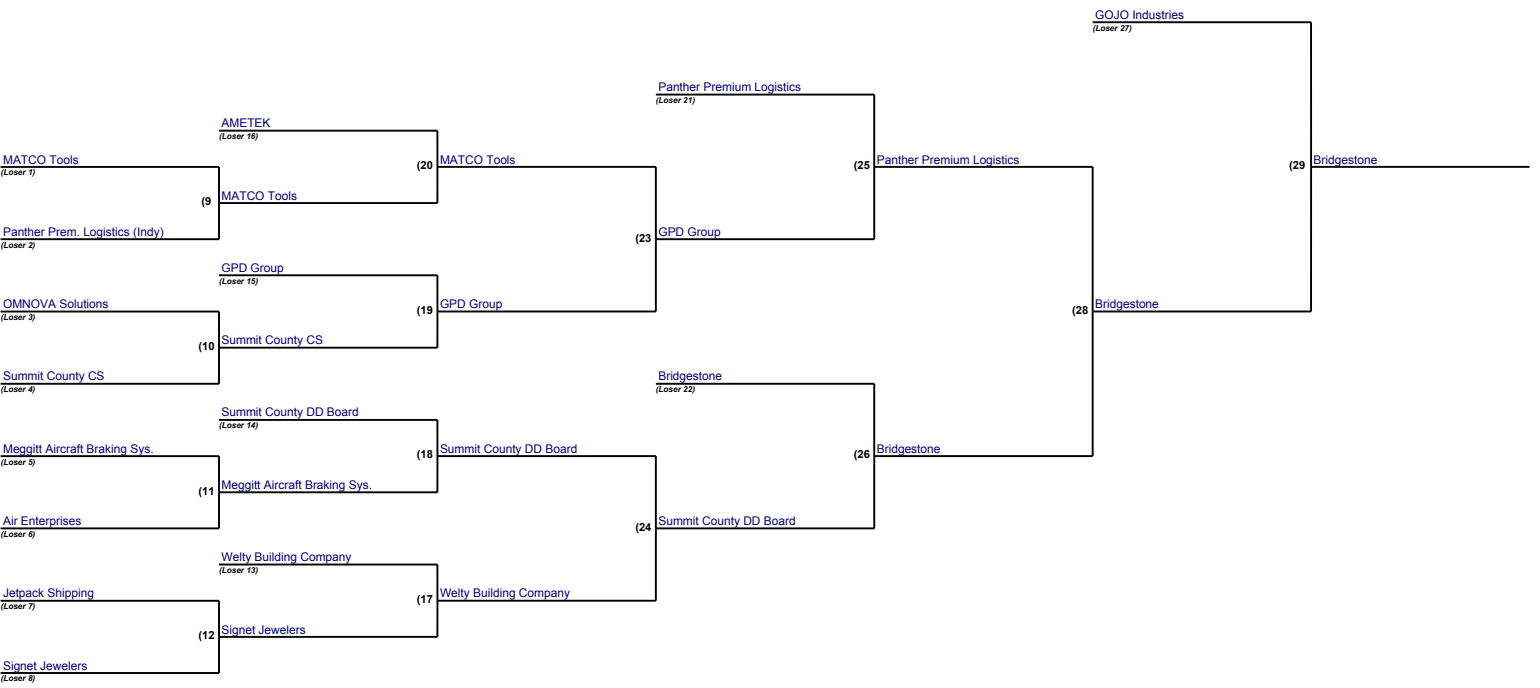 GOJO Industries
(Loser 27)
Panther Premium Logistics
(Loser 21)
AMETEK
(Loser 16)
MATCO Tools
(Loser 1)
(20 MATCO Tools
(25 Panther Premium Logistics
(29 Bridgestone
(9 MATCO Tools
Panther Prem. Logistics (Indy)
(Loser 2)
(23 GPD Group
GPD Group
(Loser 15)
OMNOVA Solutions
(Loser 3)
(19 GPD Group
(28 Bridgestone
(10 Summit County CS
Summit County CS
(Loser 4)
Bridgestone
(Loser 22)
Summit County DD Board
(Loser 14)
Meggitt Aircraft Braking Sys.
(Loser 5)
(18 Summit County DD Board
(26 Bridgestone
(11 Meggitt Aircraft Braking Sys.
Air Enterprises
(Loser 6)
(24 Summit County DD Board
Welty Building Company
(Loser 13)
Jetpack Shipping
(Loser 7)
(17 Welty Building Company
(12 Signet Jewelers
Signet Jewelers
(Loser 8)